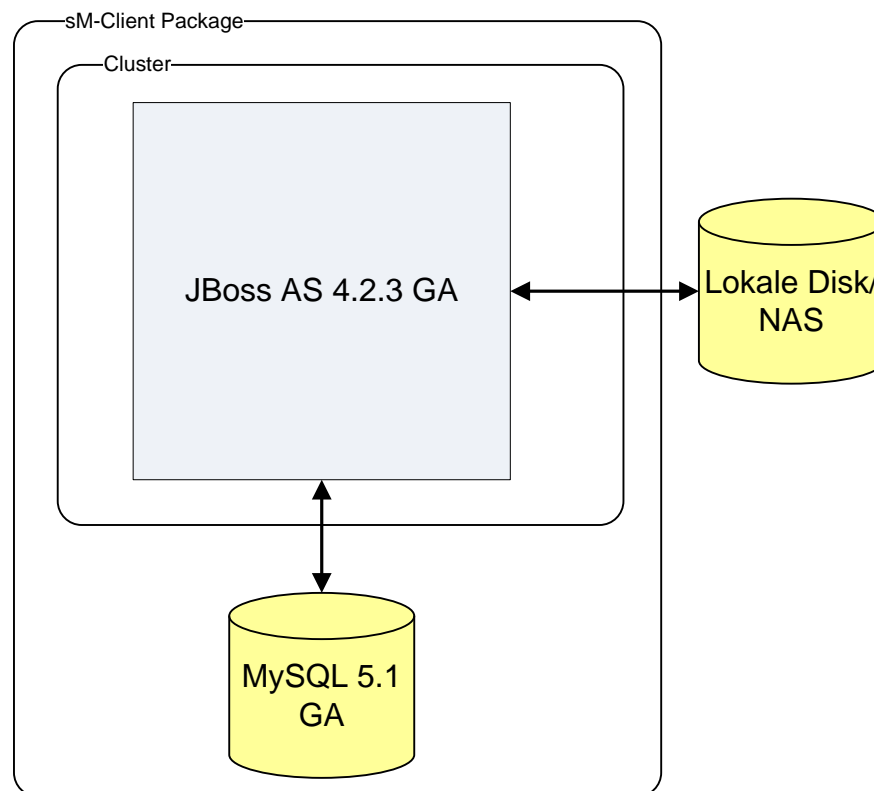 sM-Client Package
Cluster
JBoss AS 4.2.3 GA
Lokale Disk/
NAS
MySQL 5.1
GA